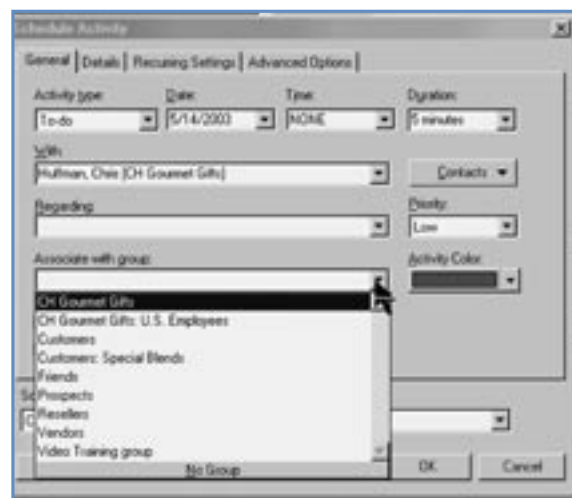 Schedule Activity
General Details Recurring Settings Advanced Options
Activity type: Date: Time: Duration:
To-do 5/14/2003 NONE 5 minutes
With:
Huffman, Chris [CH Gourmet Gifts] Contacts
Regarding: Priority:
Low
Associate with group: Activity Color:
CH Gourmet Gifts
CH Gourmet Gifts: U.S. Employees
Customers
Customers: Special Blends
Friends
Prospects
Resellers
Vendors
Video Training group
No Group OK Cancel